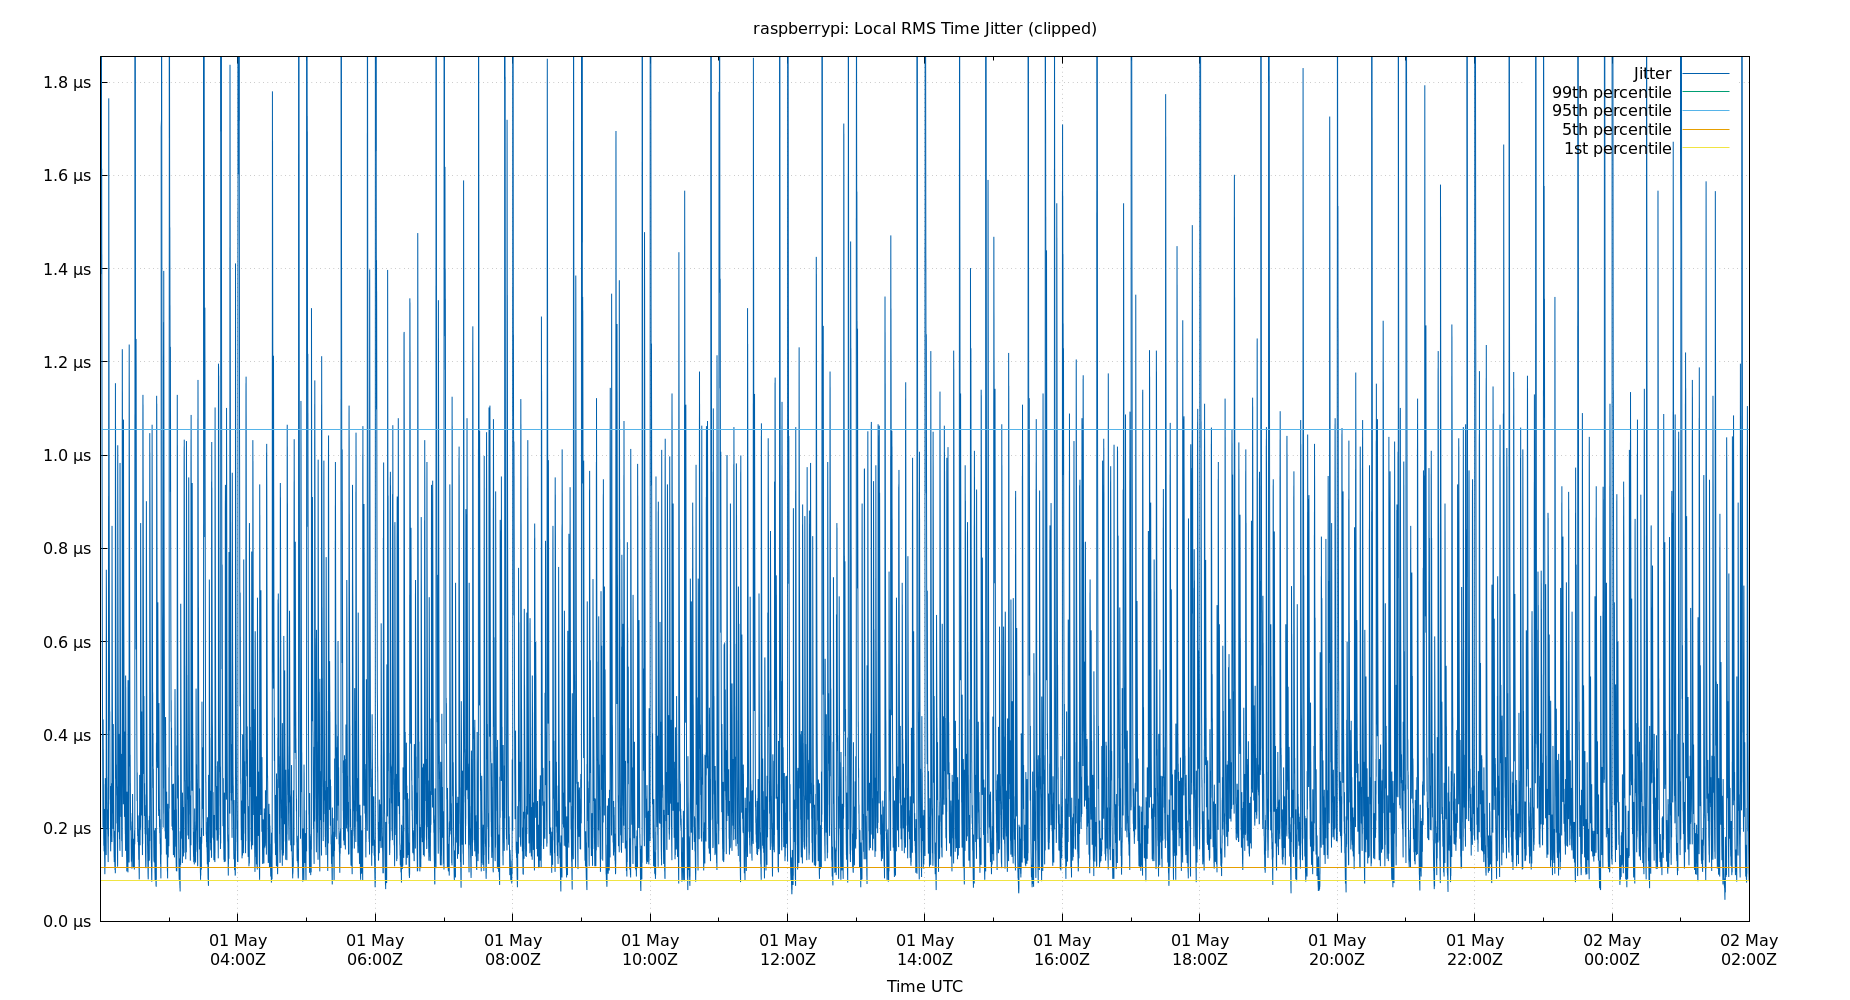 raspberrypi: Local RMS Time Jitter (clipped)
Jitter
99th percentile
95th percentile
5th percentile
1st percentile
1.8 µs
1.6 µs
1.4 µs
1.2 µs
1.0 µs
0.8 µs
0.6 µs
0.4 µs
0.2 µs
0.0 µs
01 May 01 May 01 May 01 May 01 May 01 May 01 May 01 May 01 May 01 May 02 May 02 May
04:00Z 06:00Z 08:00Z 10:00Z 12:00Z 14:00Z 16:00Z 18:00Z 20:00Z 22:00Z 00:00Z 02:00Z
Time UTC